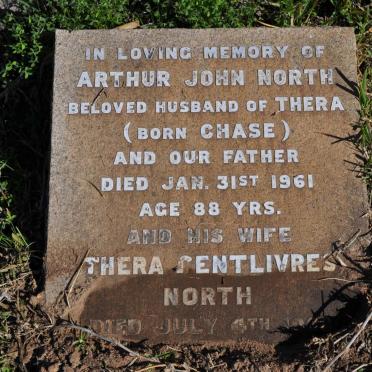 IN LOVING MEMORY OF
ARTHUR JOHN NORTH
BELOVED HUSBAND OF THERA
(BORN CHASE)
AND OUR FATHER
DIED JAN. 31ST 1961
AGE 88 YRS.
AND HIS WIFE
THERA CENTLIVRES
NORTH
DIED JULY 4TH